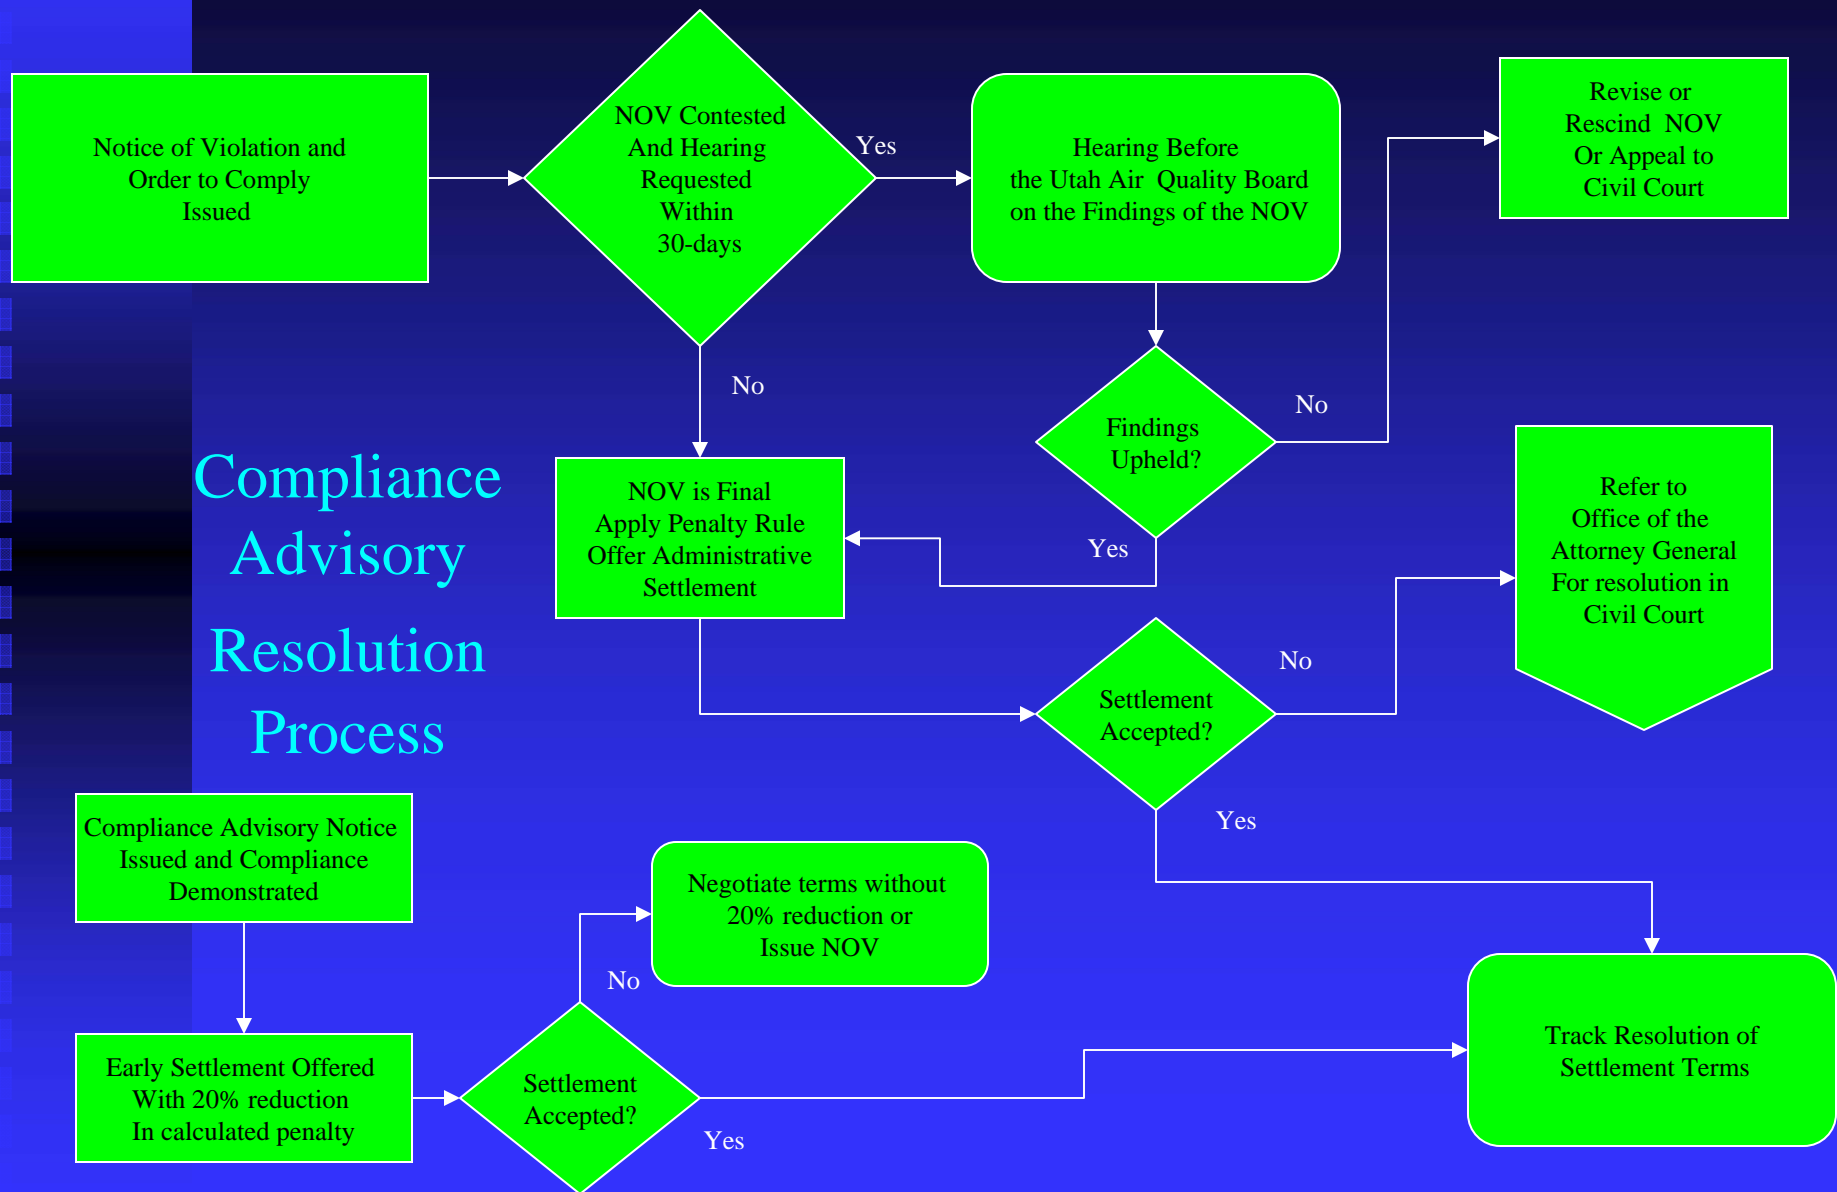 Notice of Violation and
Order to Comply
Issued
NOV Contested
And Hearing
Requested
Within
30-days
Yes
Hearing Before
the Utah Air Quality Board
on the Findings of the NOV
Revise or
Rescind NOV
Or Appeal to
Civil Court
No
Findings
Upheld?
No
Yes
NOV is Final
Apply Penalty Rule
Offer Administrative
Settlement
Refer to
Office of the
Attorney General
For resolution in
Civil Court
Compliance
Advisory
Resolution
Process
Settlement
Accepted?
No
Yes
Compliance Advisory Notice
Issued and Compliance
Demonstrated
Negotiate terms without
20% reduction or
Issue NOV
No
Early Settlement Offered
With 20% reduction
In calculated penalty
Settlement
Accepted?
Yes
Track Resolution of
Settlement Terms